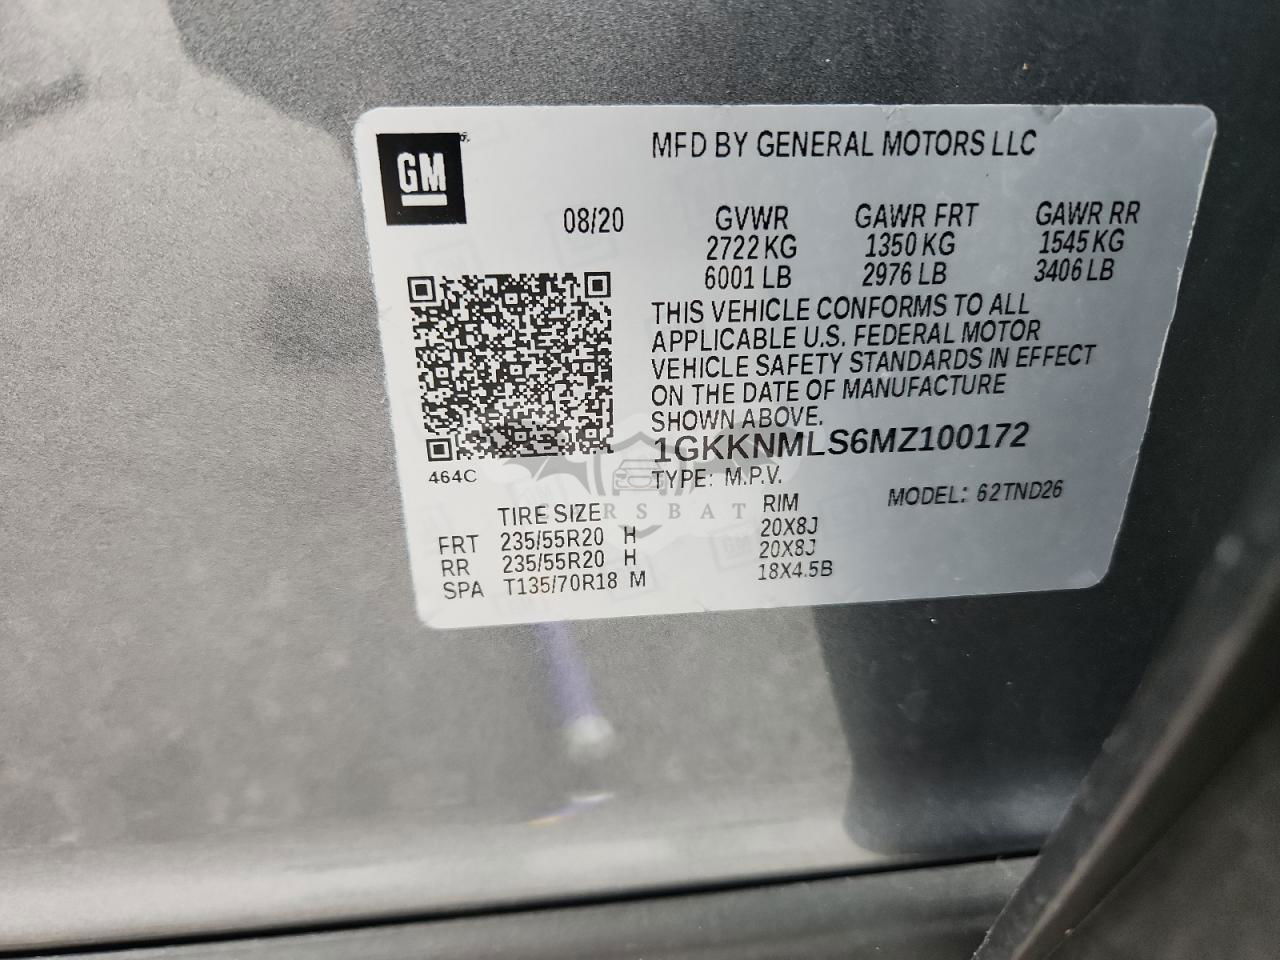 GM
MFD BY GENERAL MOTORS LLC
08/20 GVWR GAWR FRT GAWR RR
2722 KG 1350 KG 1545 KG
6001 LB 2976 LB 3406 LB
THIS VEHICLE CONFORMS TO ALL
APPLICABLE U.S. FEDERAL MOTOR
VEHICLE SAFETY STANDARDS IN EFFECT
ON THE DATE OF MANUFACTURE
SHOWN ABOVE.
1GKKNMLS6MZ100172
464C
TYPE: M.P.V. MODEL: 62TND26
TIRE SIZE RIM
FRT 235/55R20 H 20X8J
RR 235/55R20 H 20X8J
SPA T135/70R18 M 18X4.5B